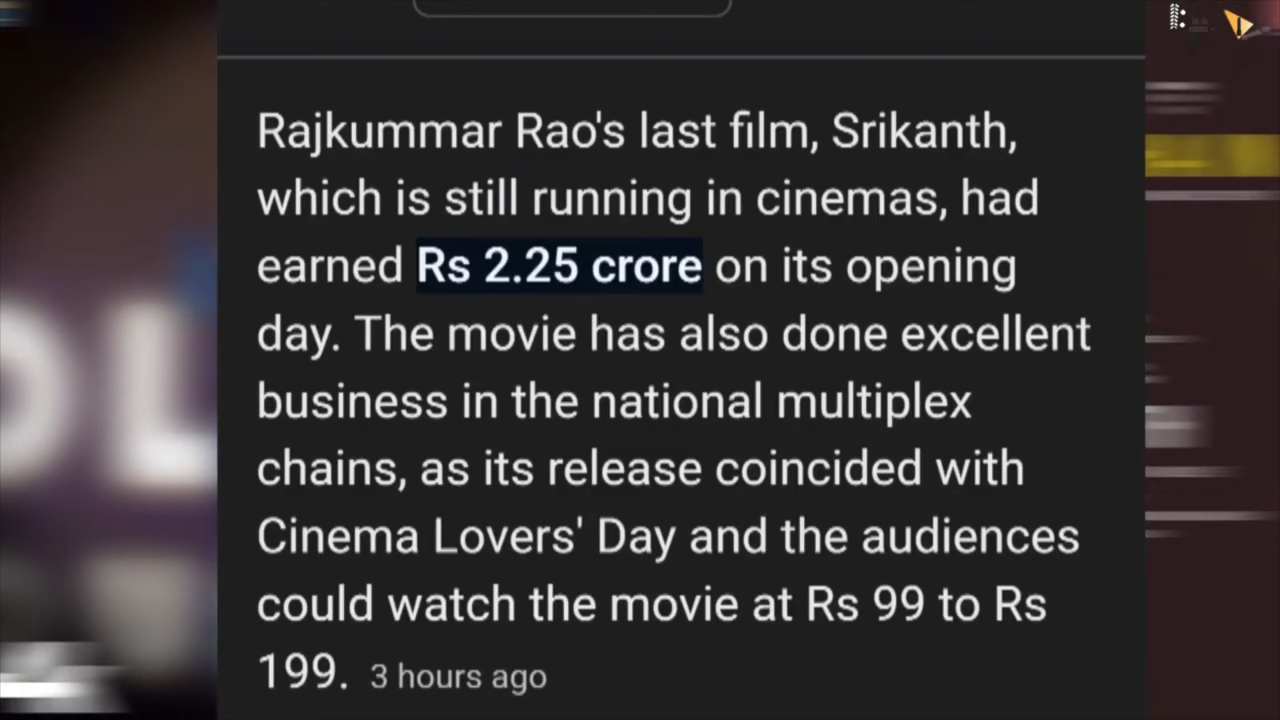 OL
Rajkummar Rao's last film, Srikanth,
which is still running in cinemas, had
earned Rs 2.25 crore on its opening
day. The movie has also done excellent
business in the national multiplex
chains, as its release coincided with
Cinema Lovers' Day and the audiences
could watch the movie at Rs 99 to Rs
199. 3 hours ago